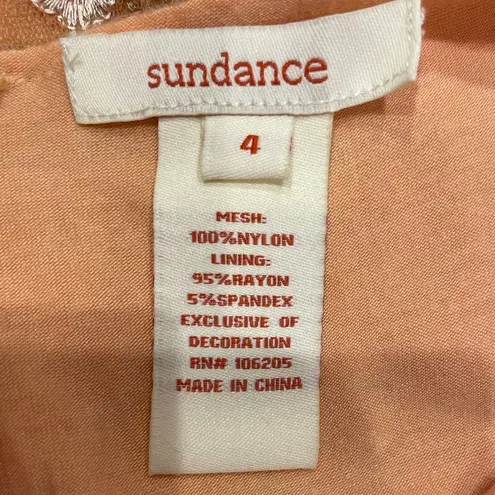 sundance
4
MESH:
100%NYLON
LINING:
95%RAYON
5%SPANDEX
EXCLUSIVE OF
DECORATION
RN# 106205
MADE IN CHINA